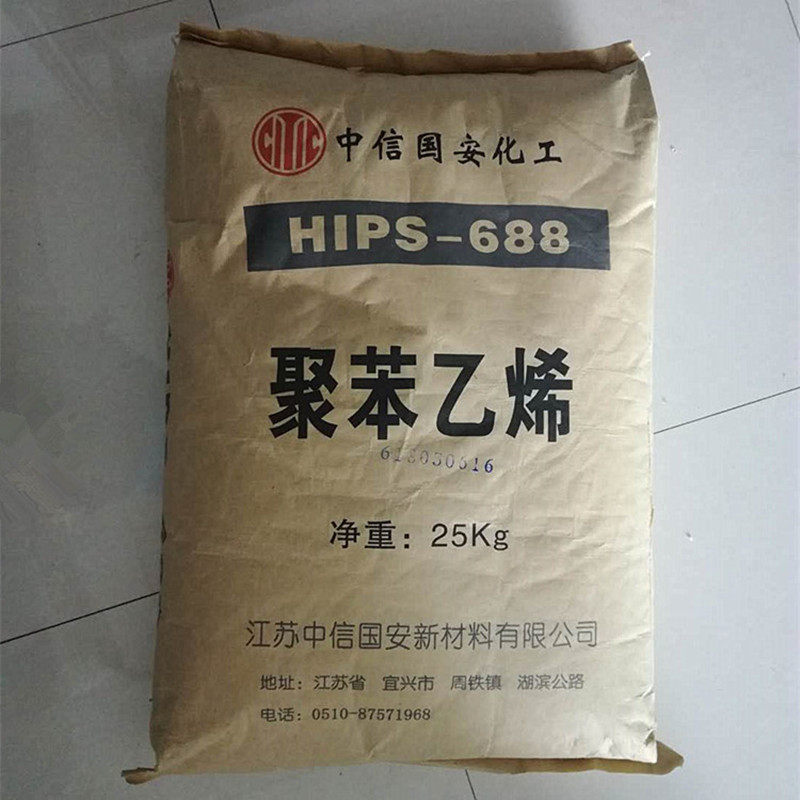 CITIC 中信国安化工
HIPS-688
聚苯乙烯
净重：25Kg
江苏中信国安新材料有限公司
地址：江苏省 宜兴市 周铁镇 湖滨公路
电话：0510-87571968